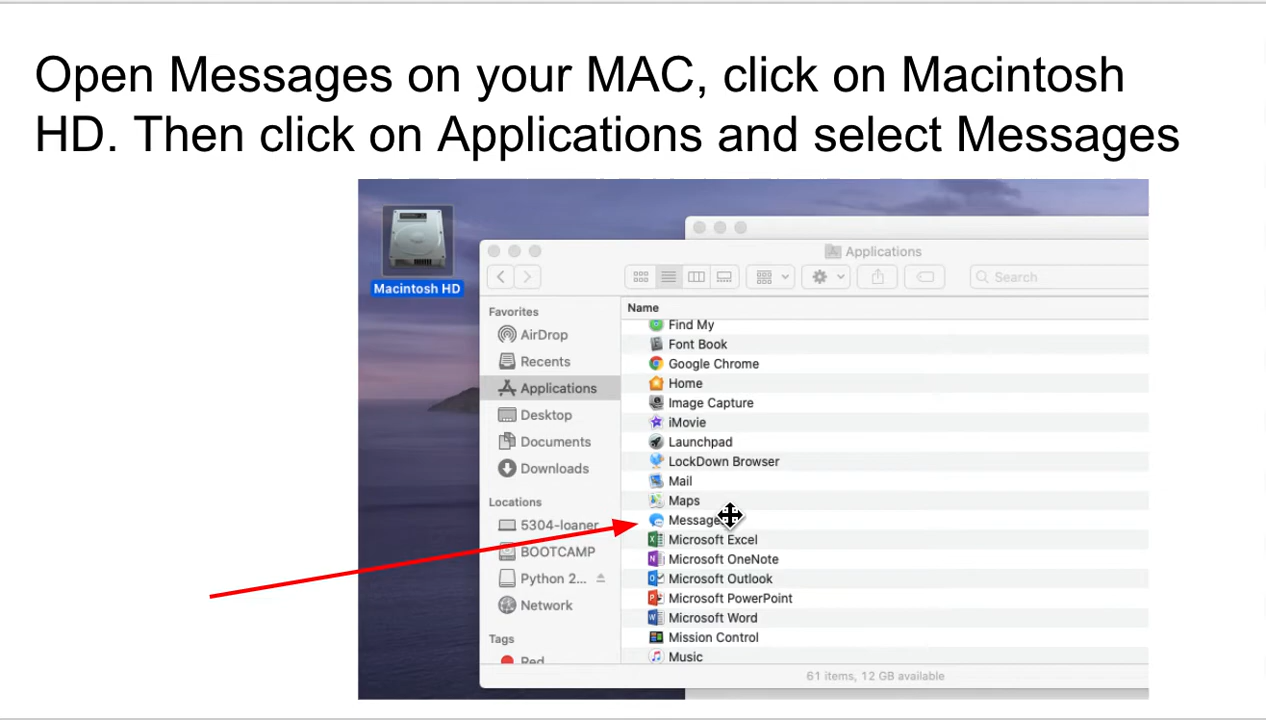 Open Messages on your MAC, click on Macintosh
HD. Then click on Applications and select Messages
Macintosh HD
Applications
Search
Favorites
AirDrop
Recents
Applications
Desktop
Documents
Downloads
Locations
5304-loaner
BOOTCAMP
Python 2...
Network
Tags
Red
Name
Find My
Font Book
Google Chrome
Home
Image Capture
iMovie
Launchpad
LockDown Browser
Mail
Maps
Message
Microsoft Excel
Microsoft OneNote
Microsoft Outlook
Microsoft PowerPoint
Microsoft Word
Mission Control
Music
61 items, 12 GB available